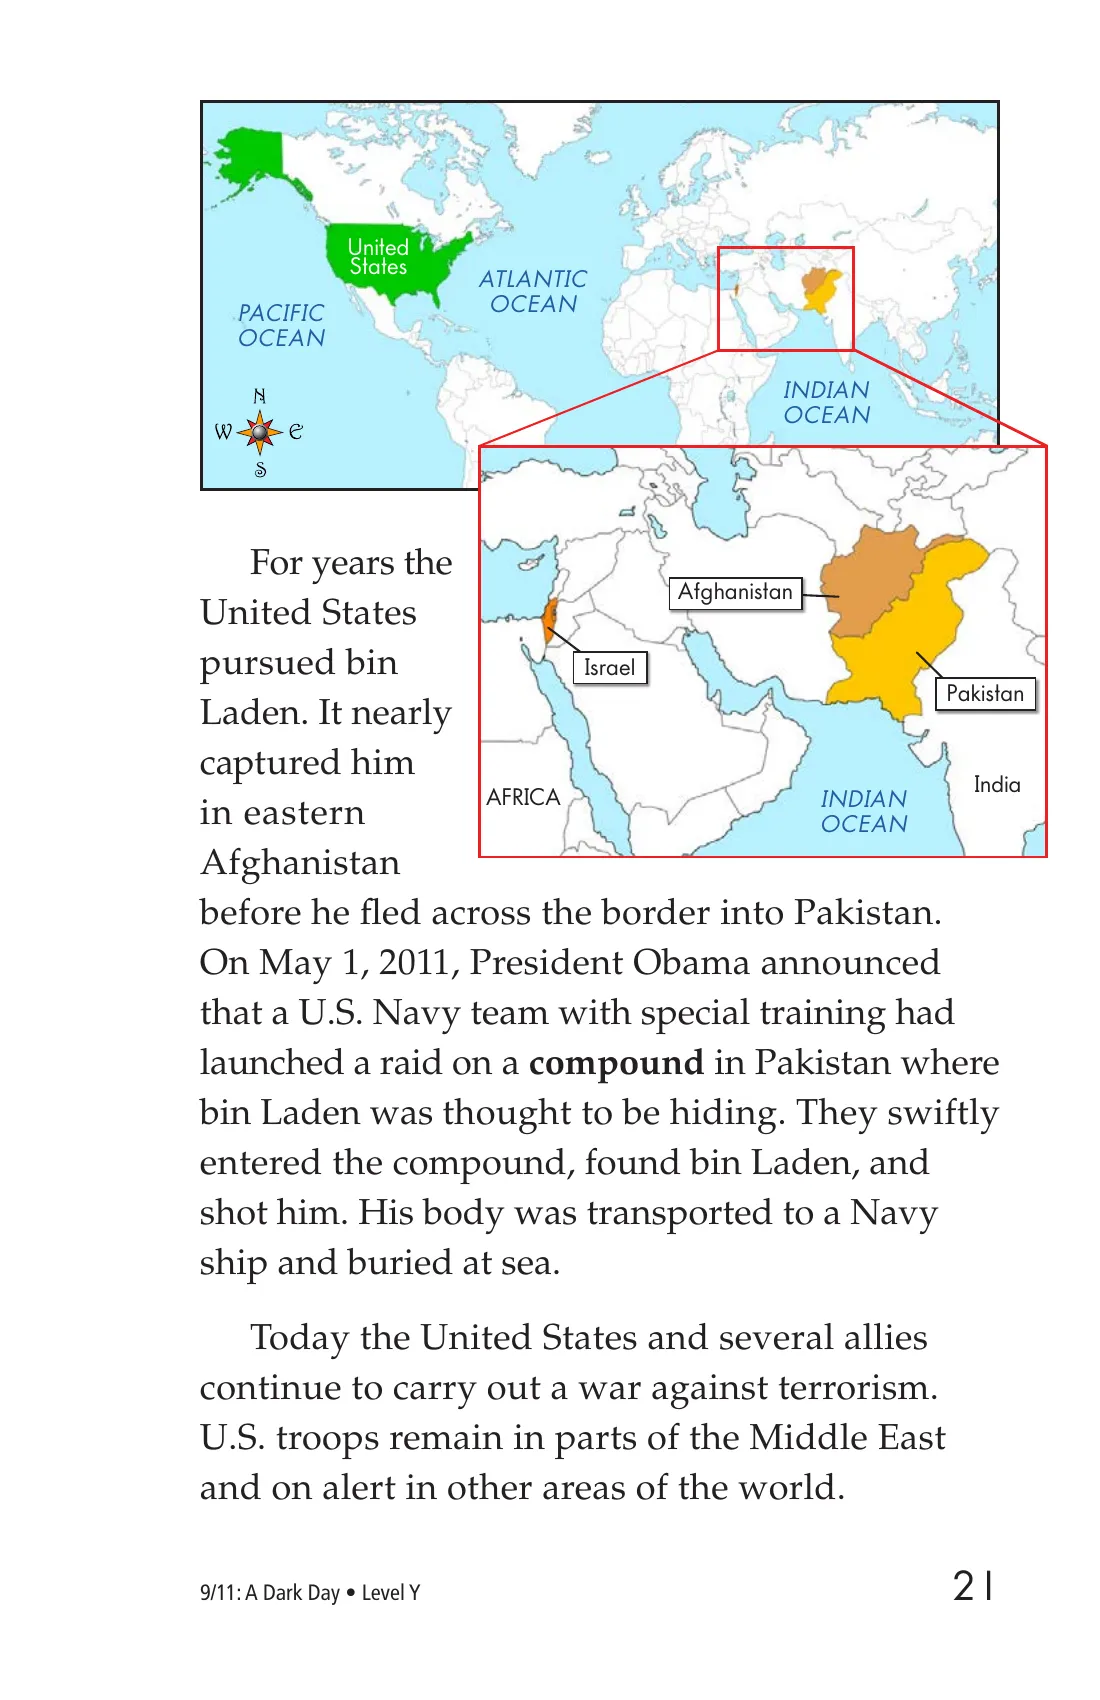 United
States
ATLANTIC
OCEAN
PACIFIC
OCEAN
INDIAN
OCEAN
N
W E
S
Afghanistan
Israel
Pakistan
India
AFRICA
INDIAN
OCEAN
For years the
United States
pursued bin
Laden. It nearly
captured him
in eastern
Afghanistan
before he fled across the border into Pakistan.
On May 1, 2011, President Obama announced
that a U.S. Navy team with special training had
launched a raid on a compound in Pakistan where
bin Laden was thought to be hiding. They swiftly
entered the compound, found bin Laden, and
shot him. His body was transported to a Navy
ship and buried at sea.
Today the United States and several allies
continue to carry out a war against terrorism.
U.S. troops remain in parts of the Middle East
and on alert in other areas of the world.
9/11: A Dark Day • Level Y
21